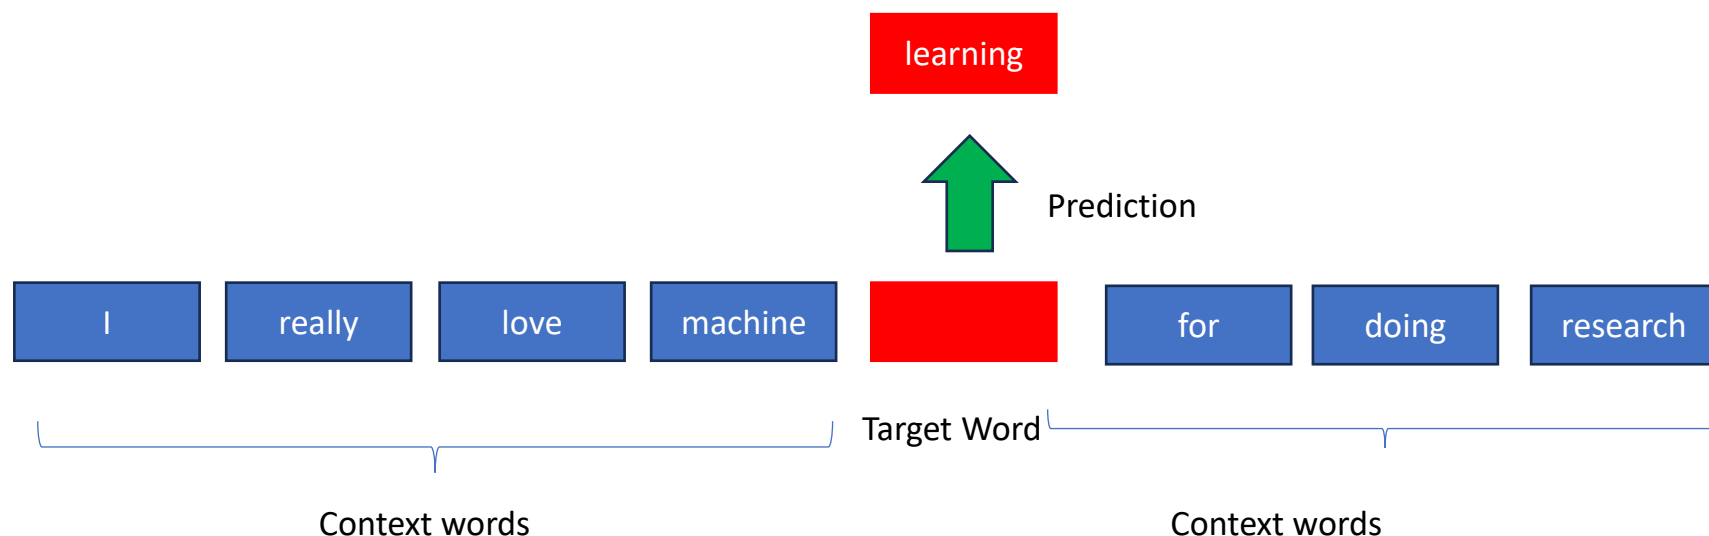 learning
Prediction
I really love machine for doing research
Target Word
Context words Context words